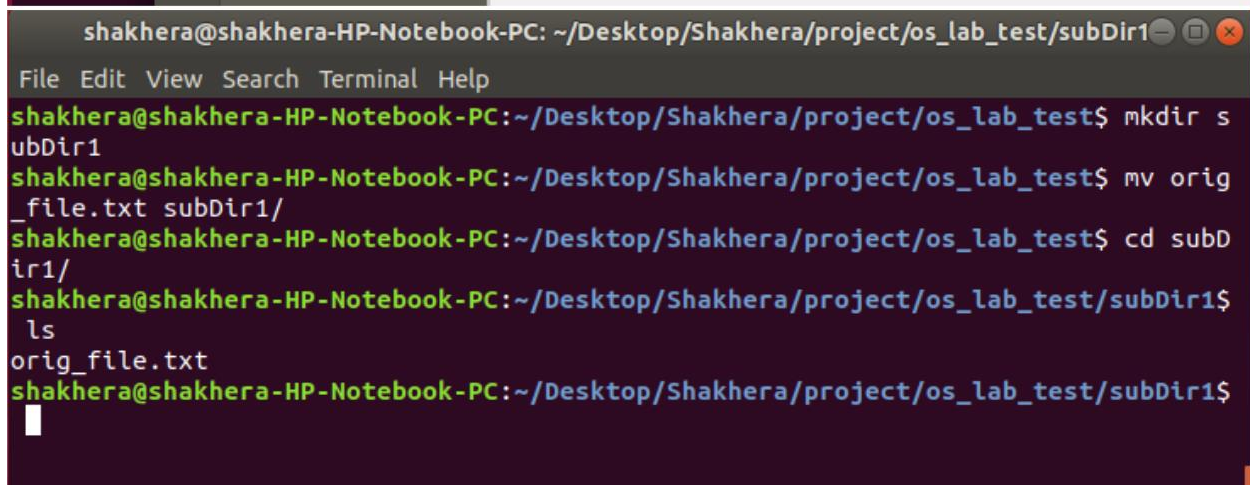 shakhera@shakhera-HP-Notebook-PC: ~/Desktop/Shakhera/project/os_lab_test/subDir1
File Edit View Search Terminal Help
shakhera@shakhera-HP-Notebook-PC:~/Desktop/Shakhera/project/os_lab_test$ mkdir s
ubDir1
shakhera@shakhera-HP-Notebook-PC:~/Desktop/Shakhera/project/os_lab_test$ mv orig
_file.txt subDir1/
shakhera@shakhera-HP-Notebook-PC:~/Desktop/Shakhera/project/os_lab_test$ cd subD
ir1/
shakhera@shakhera-HP-Notebook-PC:~/Desktop/Shakhera/project/os_lab_test/subDir1$
 ls
orig_file.txt
shakhera@shakhera-HP-Notebook-PC:~/Desktop/Shakhera/project/os_lab_test/subDir1$